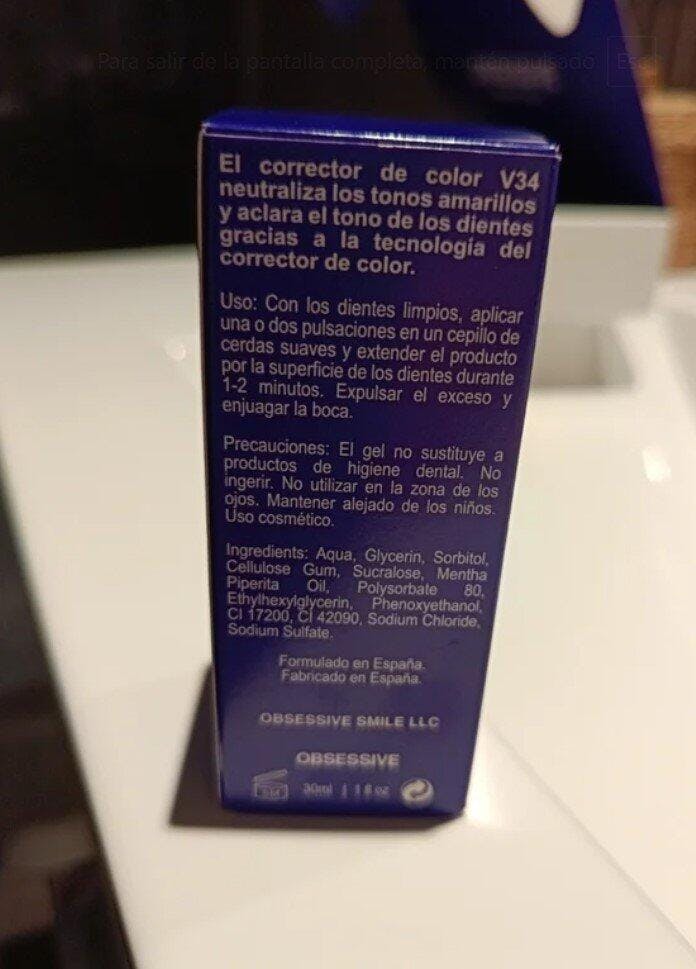 Para salir de la pantalla completa, mantén pulsado Esc
El corrector de color V34
neutraliza los tonos amarillos
y aclara el tono de los dientes
gracias a la tecnología del
corrector de color.
Uso: Con los dientes limpios, aplicar
una o dos pulsaciones en un cepillo de
cerdas suaves y extender el producto
por la superficie de los dientes durante
1-2 minutos. Expulsar el exceso y
enjuagar la boca.
Precauciones: El gel no sustituye a
productos de higiene dental. No
ingerir. No utilizar en la zona de los
ojos. Mantener alejado de los niños.
Uso cosmético.
Ingredients: Aqua, Glycerin, Sorbitol,
Cellulose Gum, Sucralose, Mentha
Piperita Oil, Polysorbate 80,
Ethylhexylglycerin, Phenoxyethanol,
CI 17200, CI 42090, Sodium Chloride,
Sodium Sulfate.
Formulado en España.
Fabricado en España.
OBSESSIVE SMILE LLC
OBSESSIVE
30ml | 1 fl oz